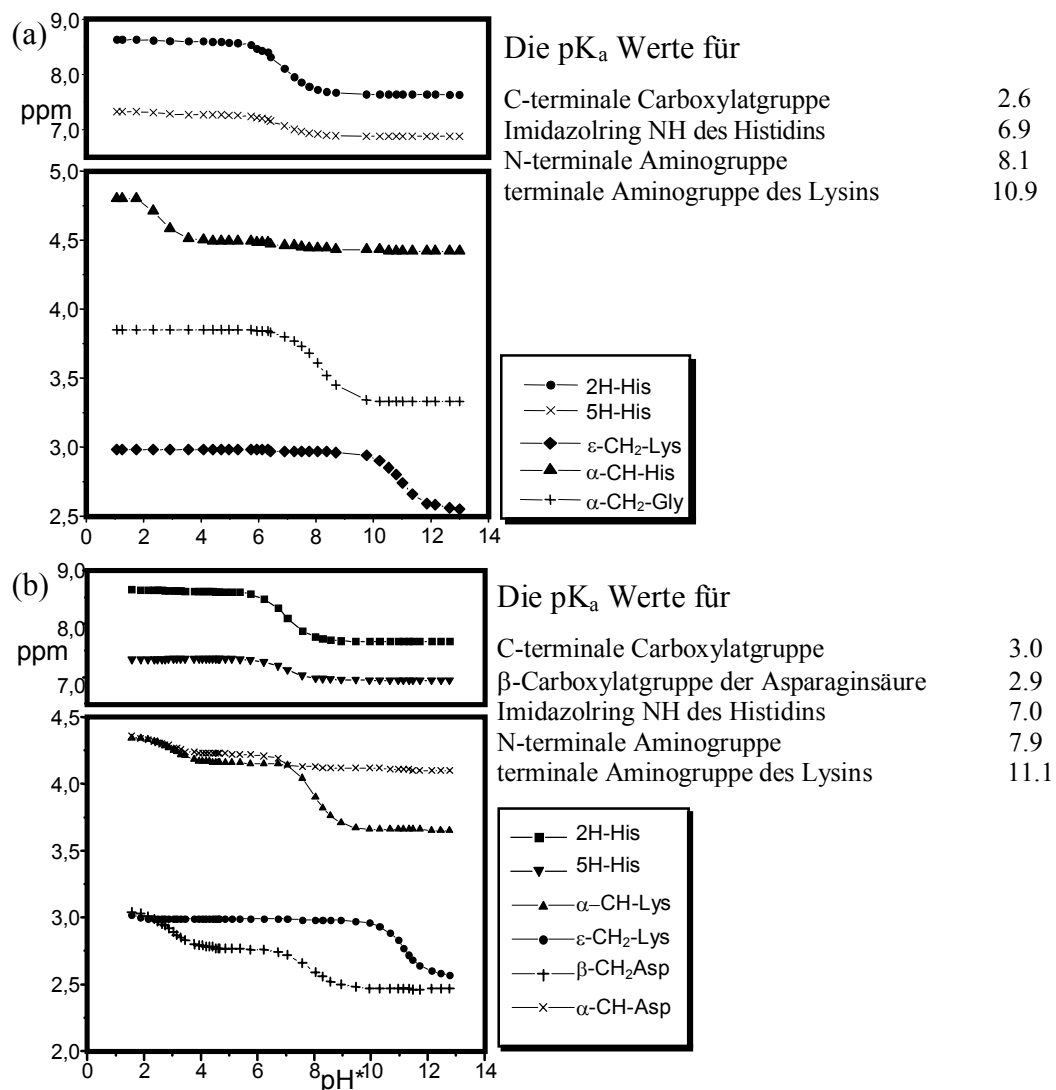 (a)
9,0
8,0
ppm
7,0
5,0
4,5
4,0
3,5
3,0
2,5
0 2 4 6 8 10 12 14
Die pKa Werte für
C-terminale Carboxylatgruppe 2.6
Imidazolring NH des Histidins 6.9
N-terminale Aminogruppe 8.1
terminale Aminogruppe des Lysins 10.9
2H-His
5H-His
ε-CH2-Lys
α-CH-His
α-CH2-Gly
(b)
9,0
8,0
ppm
7,0
4,5
4,0
3,5
3,0
2,5
2,0
0 2 4 6 8 10 12 14
pH*
Die pKa Werte für
C-terminale Carboxylatgruppe 3.0
β-Carboxylatgruppe der Asparaginsäure 2.9
Imidazolring NH des Histidins 7.0
N-terminale Aminogruppe 7.9
terminale Aminogruppe des Lysins 11.1
2H-His
5H-His
α-CH-Lys
ε-CH2-Lys
β-CH2Asp
α-CH-Asp